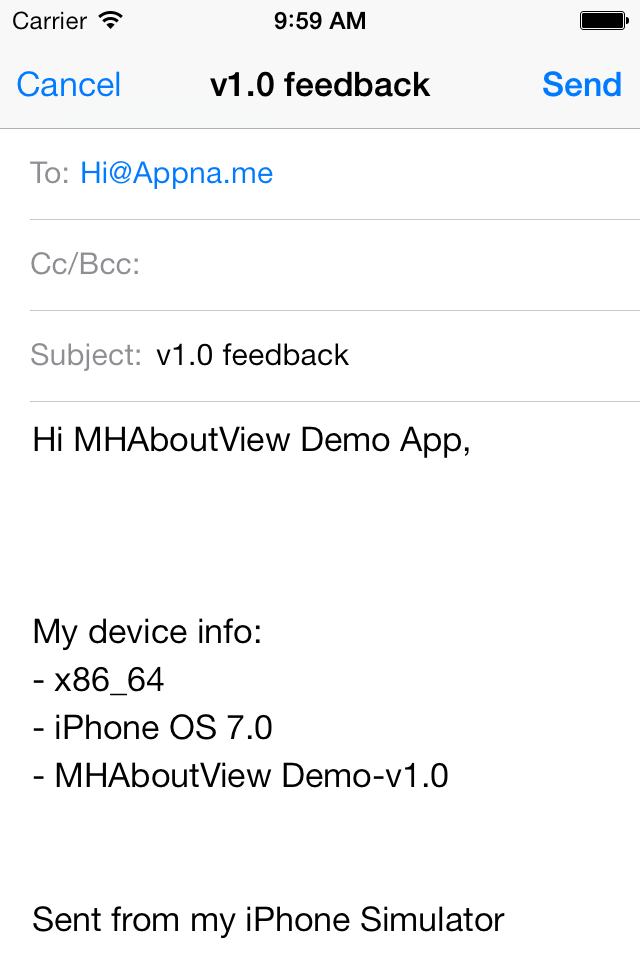 Carrier 9:59 AM
Cancel v1.0 feedback Send
To: Hi@Appna.me
Cc/Bcc:
Subject: v1.0 feedback
Hi MHAboutView Demo App,
My device info:
- x86_64
- iPhone OS 7.0
- MHAboutView Demo-v1.0
Sent from my iPhone Simulator